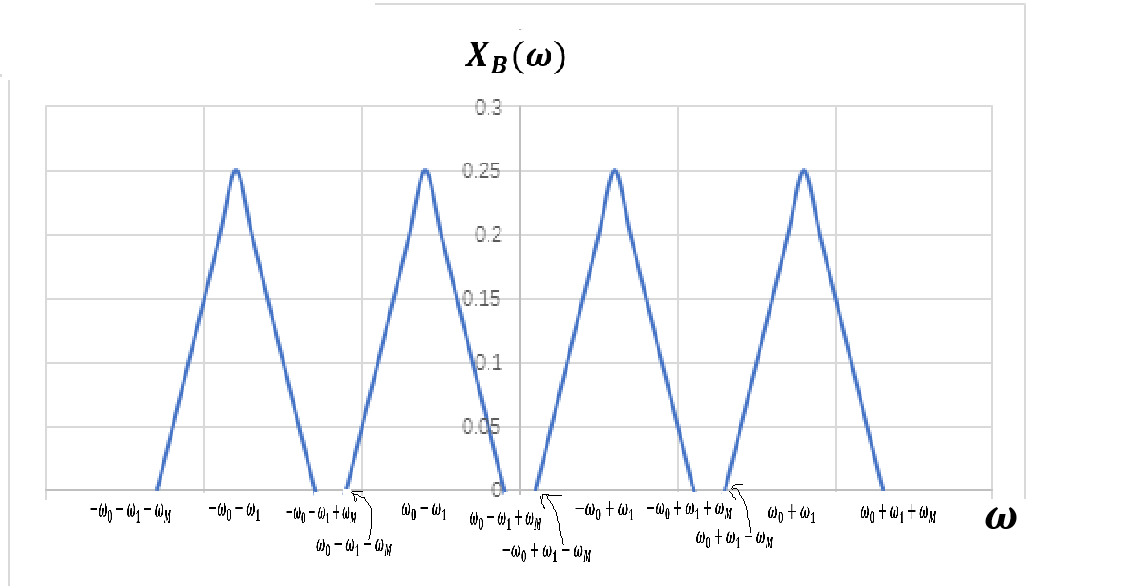 X_B(ω)
0.3
0.25
0.2
0.15
0.1
0.05
0
-ω₀ - ω₁ - ω_M
-ω₀ - ω₁
-ω₀ - ω₁ + ω_M
ω₀ - ω₁ - ω_M
ω₀ - ω₁
ω₀ - ω₁ + ω_M
-ω₀ + ω₁ - ω_M
-ω₀ + ω₁
-ω₀ + ω₁ + ω_M
ω₀ + ω₁ - ω_M
ω₀ + ω₁
ω₀ + ω₁ + ω_M
ω